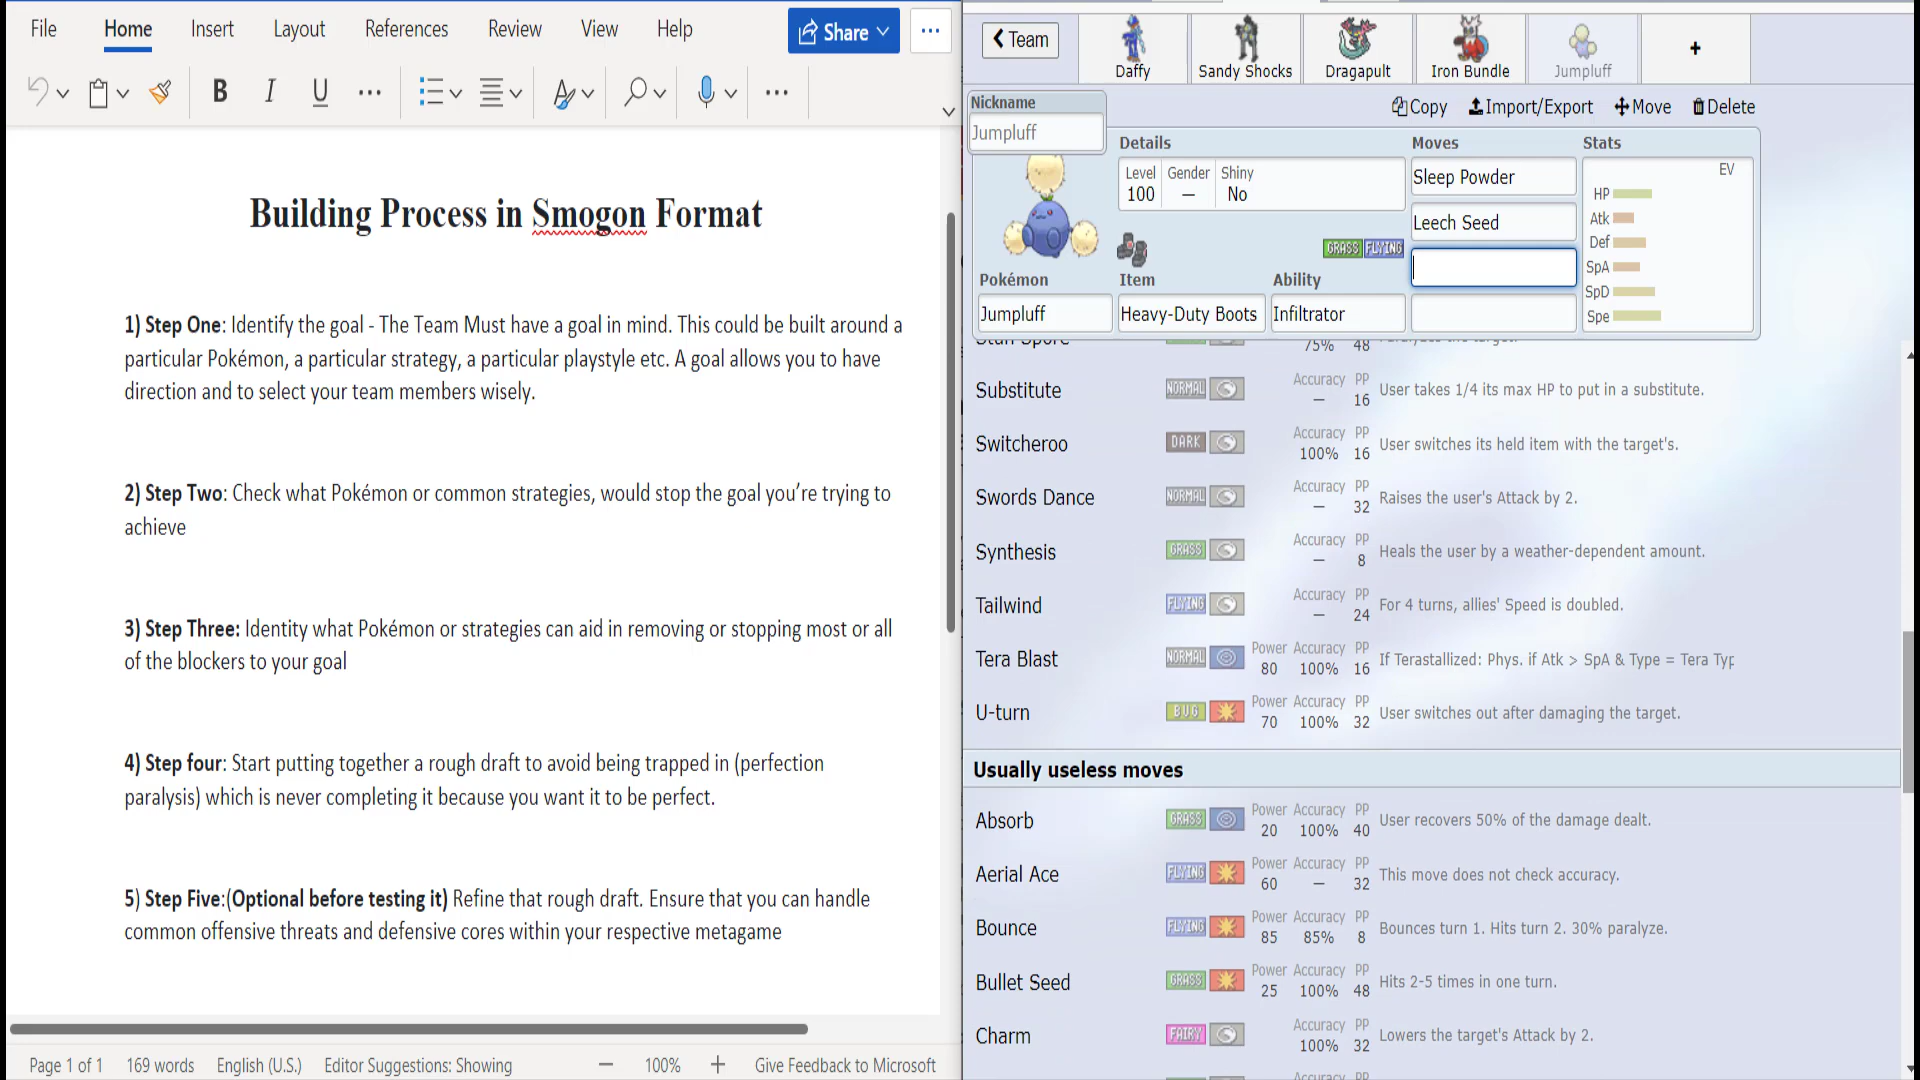 File Home Insert Layout References Review View Help Share
B I U
Building Process in Smogon Format
1) Step One: Identify the goal - The Team Must have a goal in mind. This could be built around a
particular Pokémon, a particular strategy, a particular playstyle etc. A goal allows you to have
direction and to select your team members wisely.
2) Step Two: Check what Pokémon or common strategies, would stop the goal you’re trying to
achieve
3) Step Three: Identity what Pokémon or strategies can aid in removing or stopping most or all
of the blockers to your goal
4) Step four: Start putting together a rough draft to avoid being trapped in (perfection
paralysis) which is never completing it because you want it to be perfect.
5) Step Five:(Optional before testing it) Refine that rough draft. Ensure that you can handle
common offensive threats and defensive cores within your respective metagame
Page 1 of 1 169 words English (U.S.) Editor Suggestions: Showing 100% Give Feedback to Microsoft
Team Daffy Sandy Shocks Dragapult Iron Bundle Jumpluff +
Copy Import/Export Move Delete
Nickname
Jumpluff
Details
Level Gender Shiny
100 — No
GRASS FLYING
Pokémon Item Ability
Jumpluff Heavy-Duty Boots Infiltrator
Moves
Sleep Powder
Leech Seed
Stats
EV
HP
Atk
Def
SpA
SpD
Spe
75% 48
Substitute NORMAL Accuracy — PP 16 User takes 1/4 its max HP to put in a substitute.
Switcheroo DARK Accuracy 100% PP 16 User switches its held item with the target's.
Swords Dance NORMAL Accuracy — PP 32 Raises the user's Attack by 2.
Synthesis GRASS Accuracy — PP 8 Heals the user by a weather-dependent amount.
Tailwind FLYING Accuracy — PP 24 For 4 turns, allies' Speed is doubled.
Tera Blast NORMAL Power 80 Accuracy 100% PP 16 If Terastallized: Phys. if Atk > SpA & Type = Tera Typ
U-turn BUG Power 70 Accuracy 100% PP 32 User switches out after damaging the target.
Usually useless moves
Absorb GRASS Power 20 Accuracy 100% PP 40 User recovers 50% of the damage dealt.
Aerial Ace FLYING Power 60 Accuracy — PP 32 This move does not check accuracy.
Bounce FLYING Power 85 Accuracy 85% PP 8 Bounces turn 1. Hits turn 2. 30% paralyze.
Bullet Seed GRASS Power 25 Accuracy 100% PP 48 Hits 2-5 times in one turn.
Charm FAIRY Accuracy 100% PP 32 Lowers the target's Attack by 2.
Accuracy PP